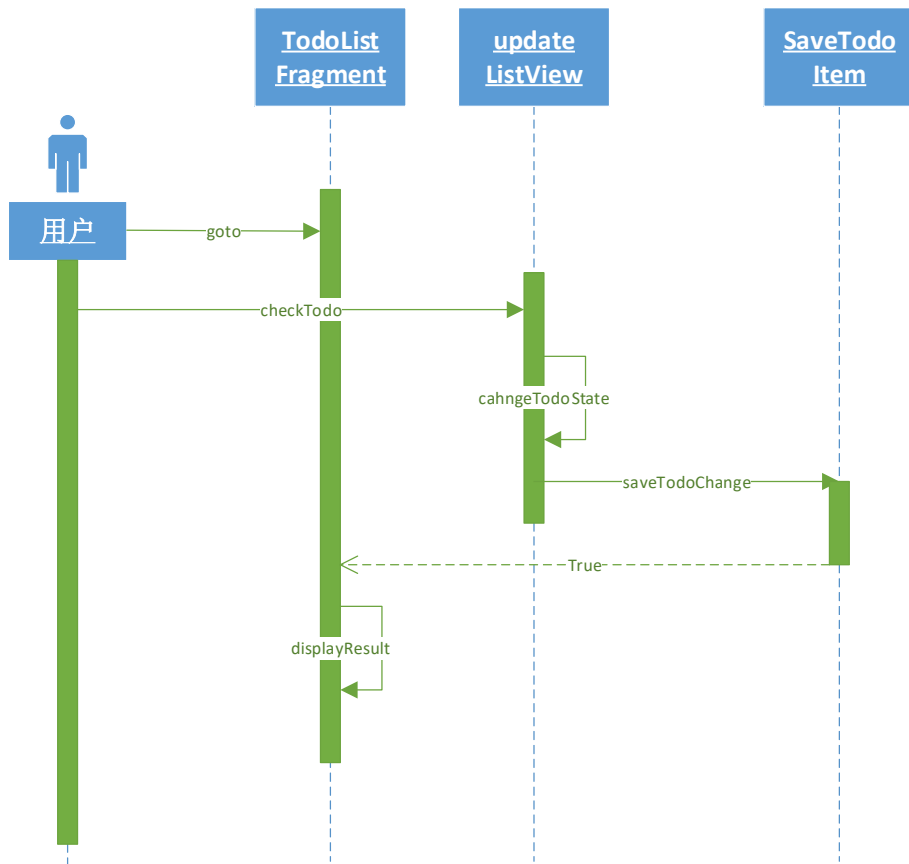 TodoList
Fragment
update
ListView
SaveTodo
Item
用户
goto
checkTodo
cahngeTodoState
saveTodoChange
True
displayResult